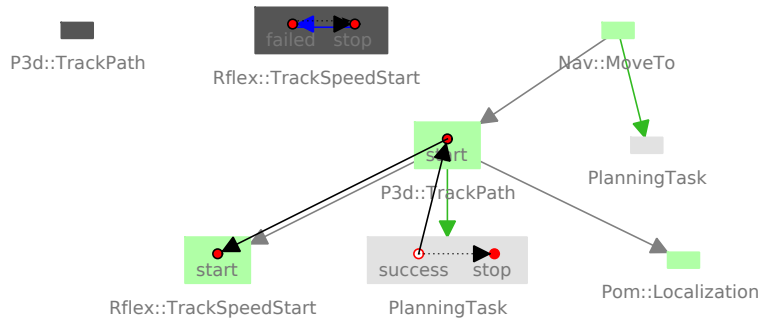 failed stop
P3d::TrackPath
Rflex::TrackSpeedStart
Nav::MoveTo
start
PlanningTask
P3d::TrackPath
start
success stop
Pom::Localization
Rflex::TrackSpeedStart
PlanningTask